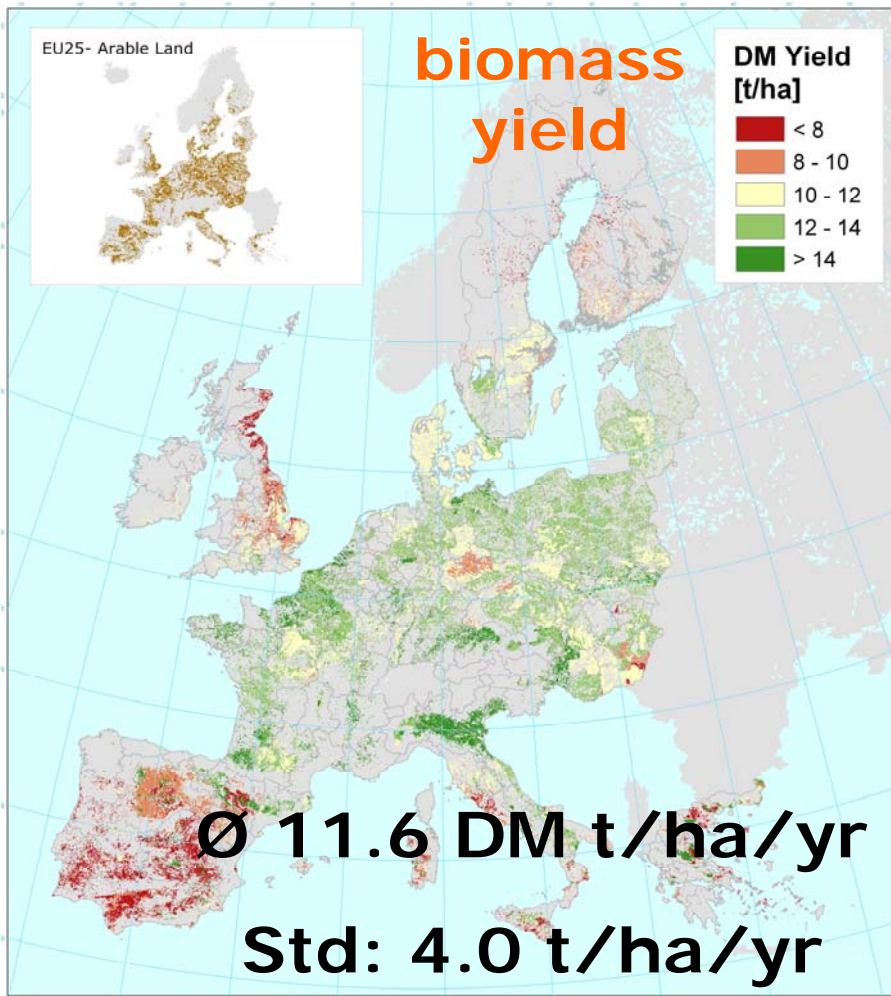 EU25- Arable Land
biomass
yield
DM Yield
[t/ha]
< 8
8 - 10
10 - 12
12 - 14
> 14
Ø 11.6 DM t/ha/yr
Std: 4.0 t/ha/yr